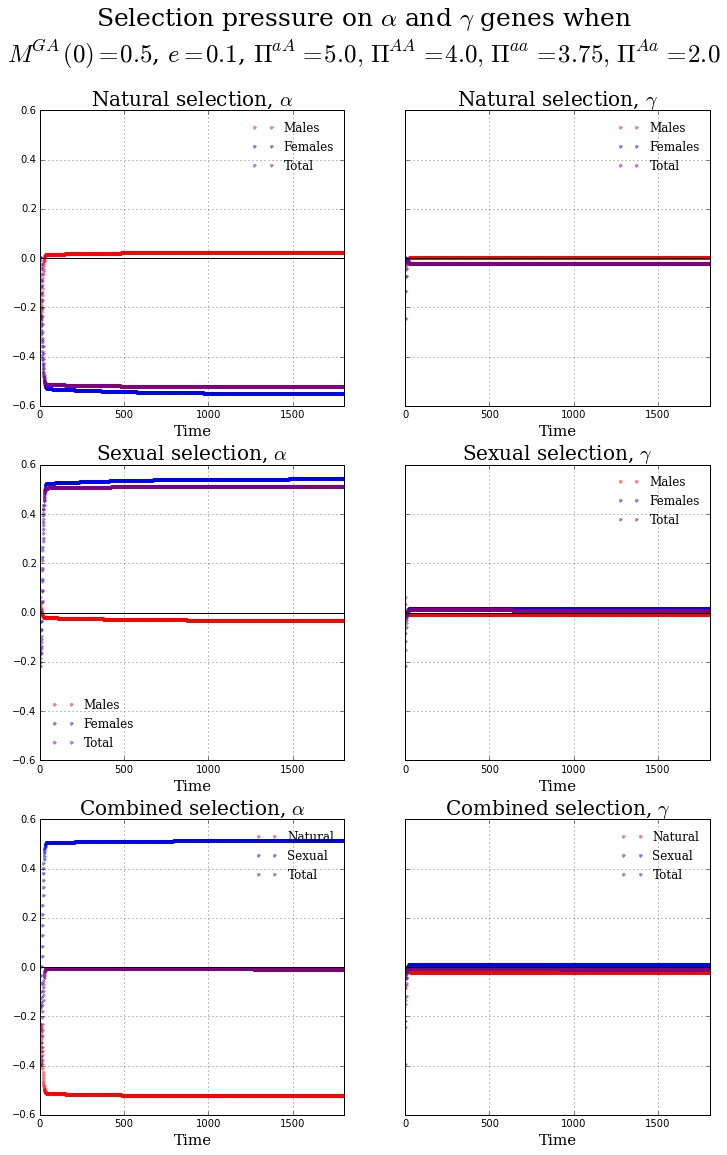 Selection pressure on α and γ genes when
M^{GA}(0)=0.5, e=0.1, Π^{aA}=5.0, Π^{AA}=4.0, Π^{aa}=3.75, Π^{Aa}=2.0
Natural selection, α
0.6
0.4
0.2
0.0
−0.2
−0.4
−0.6
0 500 1000 1500
Time
Males
Females
Total
Natural selection, γ
Males
Females
Total
0 500 1000 1500
Time
Sexual selection, α
0.6
0.4
0.2
0.0
−0.2
−0.4
−0.6
Males
Females
Total
0 500 1000 1500
Time
Sexual selection, γ
Males
Females
Total
0 500 1000 1500
Time
Combined selection, α
0.6
0.4
0.2
0.0
−0.2
−0.4
−0.6
Natural
Sexual
Total
0 500 1000 1500
Time
Combined selection, γ
Natural
Sexual
Total
0 500 1000 1500
Time